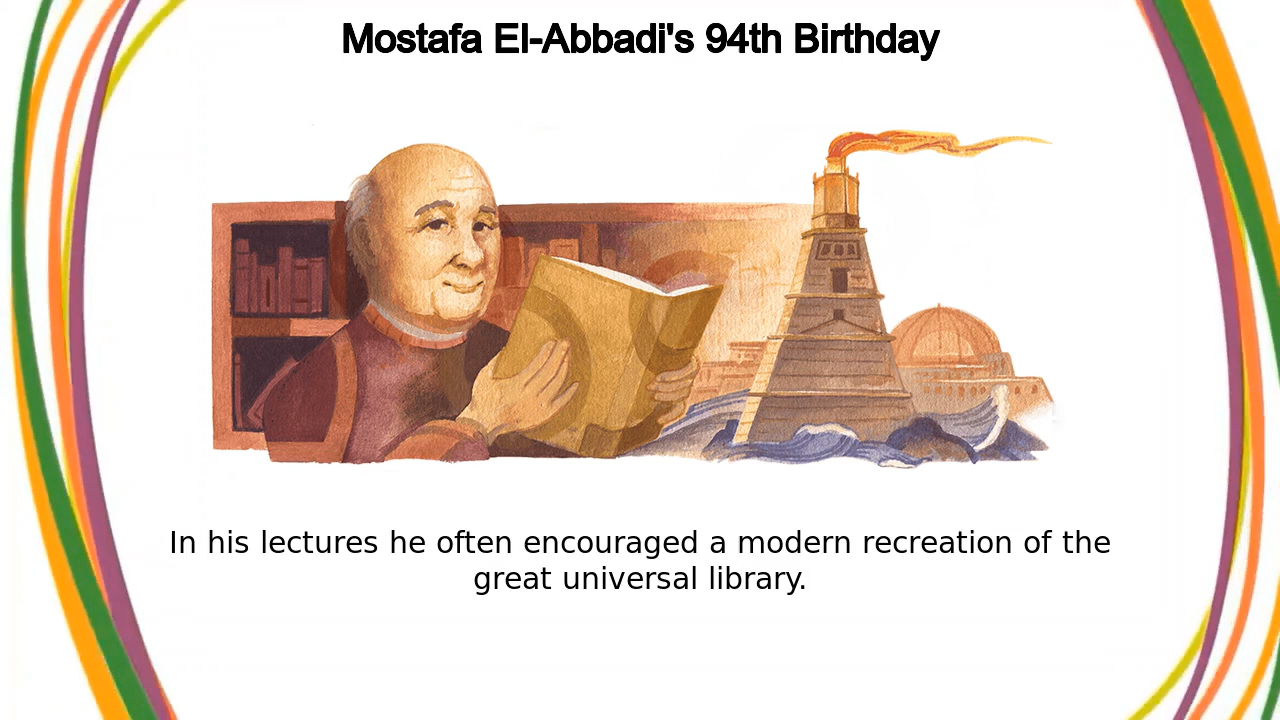 Mostafa El-Abbadi's 94th Birthday
In his lectures he often encouraged a modern recreation of the
great universal library.